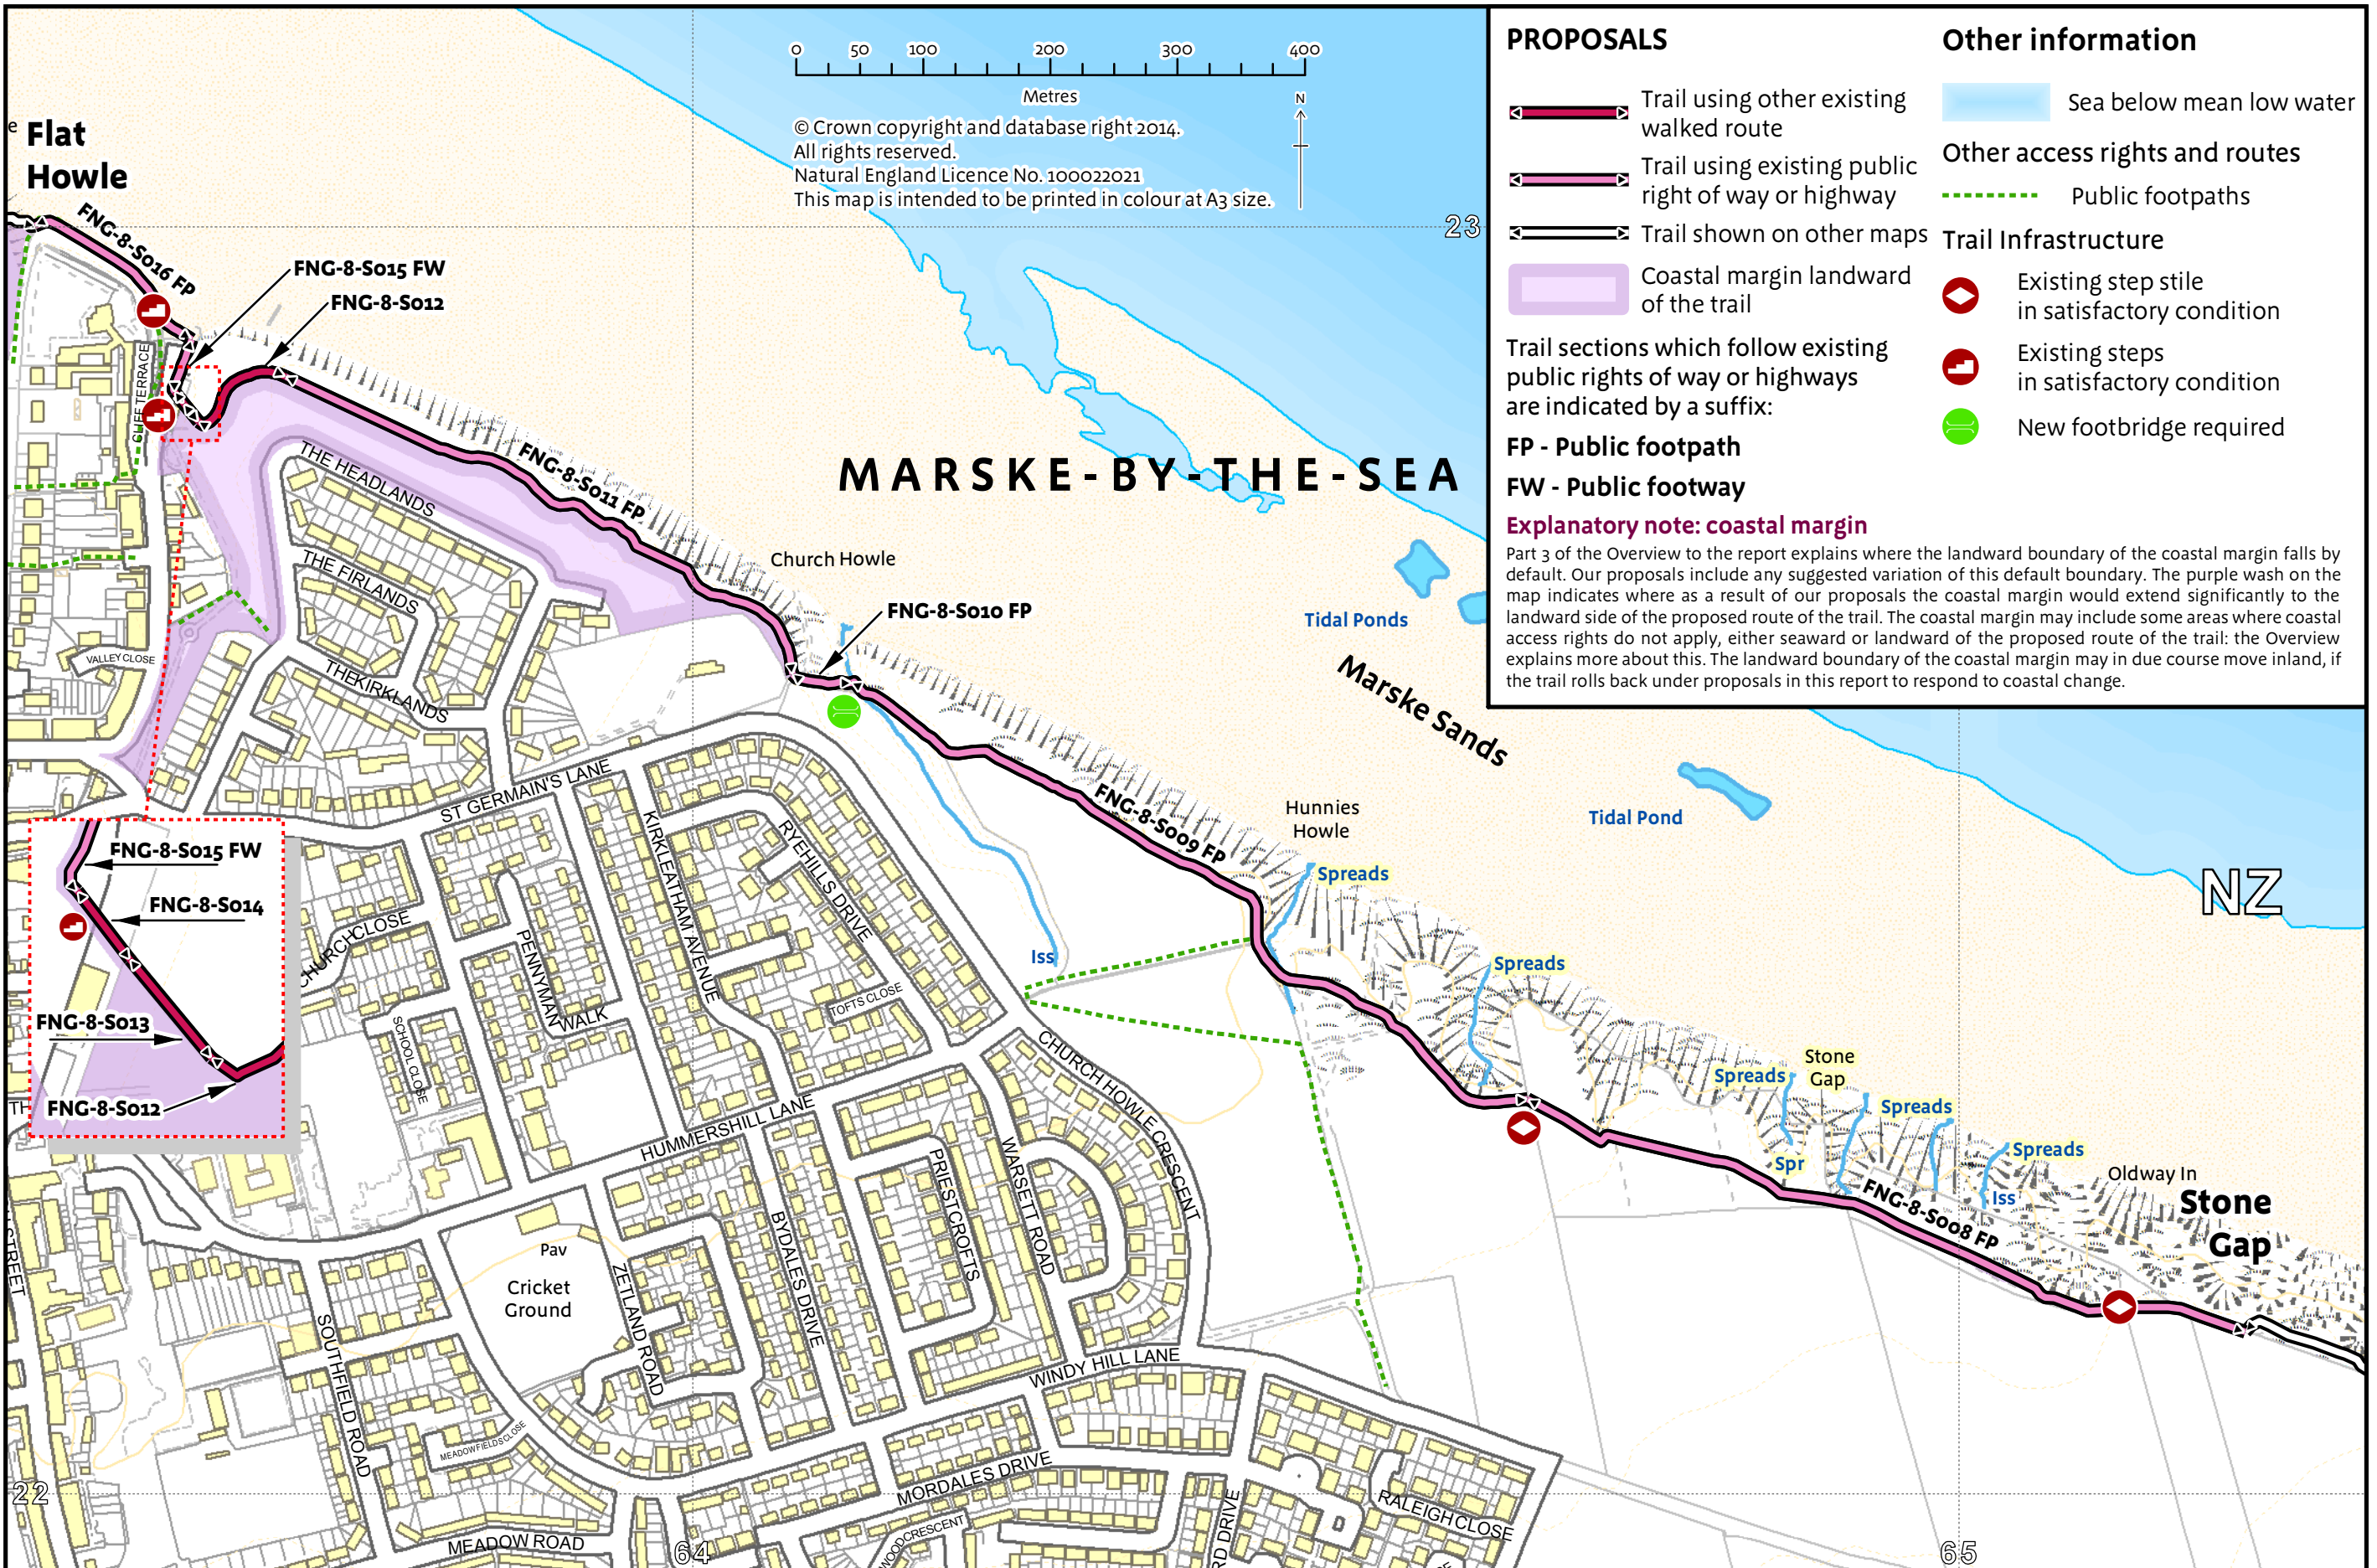 0 50 100 200 300 400
Metres
N
© Crown copyright and database right 2014.
All rights reserved.
Natural England Licence No. 100022021
This map is intended to be printed in colour at A3 size.
PROPOSALS
Trail using other existing
walked route
Trail using existing public
right of way or highway
Trail shown on other maps
Coastal margin landward
of the trail
Trail sections which follow existing
public rights of way or highways
are indicated by a suffix:
FP - Public footpath
FW - Public footway
Other information
Sea below mean low water
Other access rights and routes
Public footpaths
Trail Infrastructure
Existing step stile
in satisfactory condition
Existing steps
in satisfactory condition
New footbridge required
Explanatory note: coastal margin
Part 3 of the Overview to the report explains where the landward boundary of the coastal margin falls by
default. Our proposals include any suggested variation of this default boundary. The purple wash on the
map indicates where as a result of our proposals the coastal margin would extend significantly to the
landward side of the proposed route of the trail. The coastal margin may include some areas where coastal
access rights do not apply, either seaward or landward of the proposed route of the trail: the Overview
explains more about this. The landward boundary of the coastal margin may in due course move inland, if
the trail rolls back under proposals in this report to respond to coastal change.
e
Flat
Howle
23
FNG-8-S016 FP
FNG-8-S015 FW
FNG-8-S012
CLIFF TERRACE
THE HEADLANDS
FNG-8-S011 FP
MARSKE-BY-THE-SEA
Church Howle
THE FIRLANDS
FNG-8-S010 FP
Tidal Ponds
VALLEY CLOSE
THE KIRKLANDS
Marske Sands
ST GERMAIN'S LANE
FNG-8-S009 FP
Hunnies
Howle
Tidal Pond
Spreads
NZ
KIRKLEATHAM AVENUE
RYEHILLS DRIVE
FNG-8-S015 FW
FNG-8-S014
FNG-8-S013
FNG-8-S012
TH
CHURCH CLOSE
PENNYMAN WALK
Iss
Spreads
TOFTS CLOSE
SCHOOL CLOSE
CHURCH HOWLE CRESCENT
Stone
Gap
Spreads
Spreads
Spreads
Spr
Iss
Oldway In
Stone
Gap
FNG-8-S008 FP
HUMMERSHILL LANE
PRIESTCROFTS
WARSETT ROAD
BYDALES DRIVE
Pav
Cricket
Ground
ZETLAND ROAD
STREET
SOUTHFIELD ROAD
WINDY HILL LANE
MEADOWFIELDS CLOSE
MORDALES DRIVE
RALEIGH CLOSE
22
MEADOW ROAD
64
WOOD CRESCENT
RD DRIVE
65